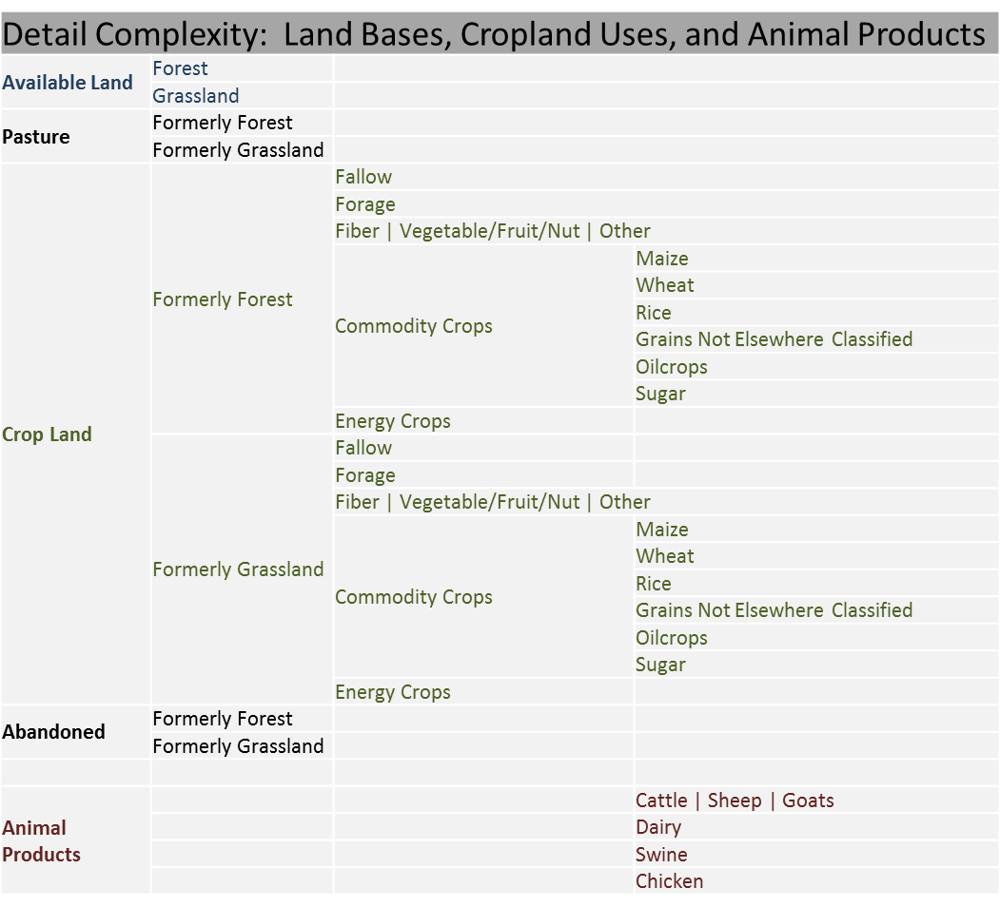 Detail Complexity:  Land Bases, Cropland Uses, and Animal Products
Available Land
Forest
Grassland
Pasture
Formerly Forest
Formerly Grassland
Crop Land
Formerly Forest
Fallow
Forage
Fiber | Vegetable/Fruit/Nut | Other
Commodity Crops
Maize
Wheat
Rice
Grains Not Elsewhere Classified
Oilcrops
Sugar
Energy Crops
Formerly Grassland
Fallow
Forage
Fiber | Vegetable/Fruit/Nut | Other
Commodity Crops
Maize
Wheat
Rice
Grains Not Elsewhere Classified
Oilcrops
Sugar
Energy Crops
Abandoned
Formerly Forest
Formerly Grassland
Animal
Products
Cattle | Sheep | Goats
Dairy
Swine
Chicken